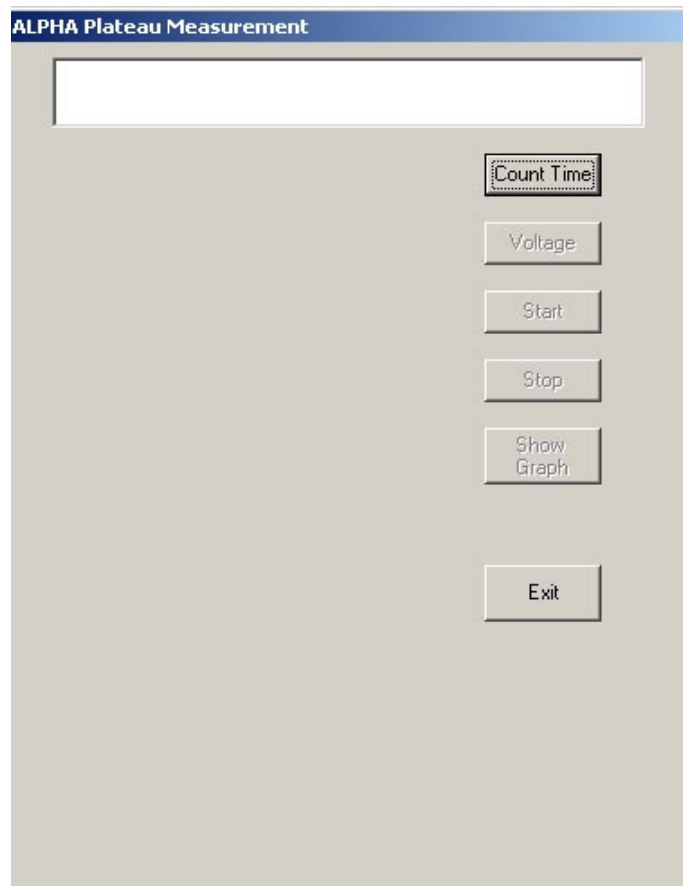 ALPHA Plateau Measurement
Count Time
Voltage
Start
Stop
Show
Graph
Exit